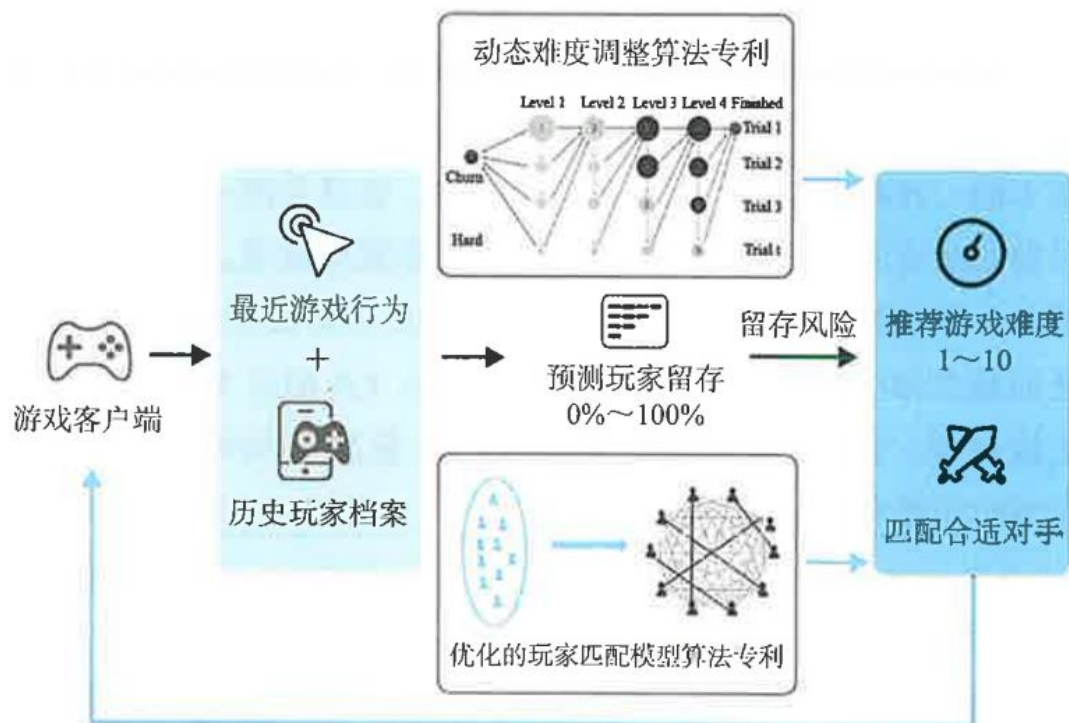 动态难度调整算法专利
Level 1 Level 2 Level 3 Level 4 Finished
Trial 1
Trial 2
Churn
Trial 3
Hard
Trial t
最近游戏行为
+
历史玩家档案
游戏客户端
预测玩家留存
0%～100%
留存风险
推荐游戏难度
1～10
匹配合适对手
优化的玩家匹配模型算法专利